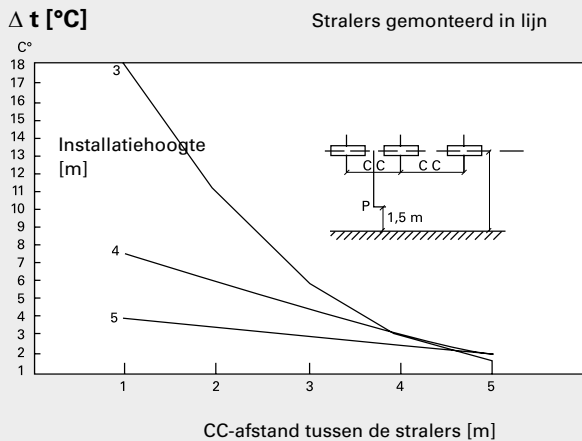 Δ t [°C]
Stralers gemonteerd in lijn
C°
18
17
16
15
14
13
12
11
10
9
8
7
6
5
4
3
2
1
3
4
5
Installatiehoogte
[m]
C C
C C
P
1,5 m
1
2
3
4
5
CC-afstand tussen de stralers [m]